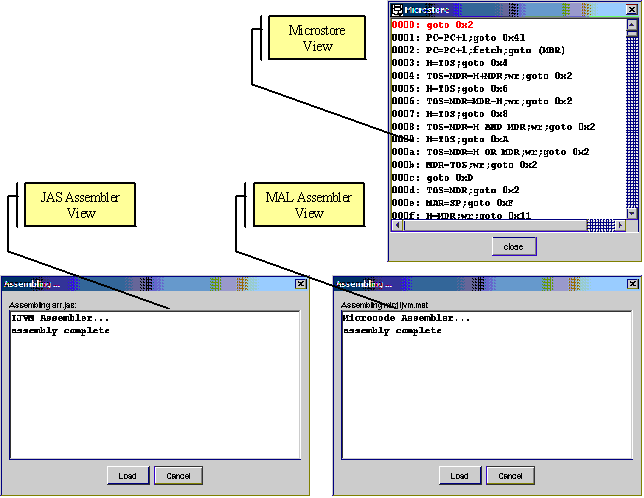 Microstore
View
Microstore
0000: goto 0x2
0001: PC=PC+1;goto 0x41
0002: PC=PC+1;fetch;goto (MBR)
0003: H=TOS;goto 0x4
0004: TOS=MDR=H+MDR;wr;goto 0x2
0005: H=TOS;goto 0x6
0006: TOS=MDR=MDR-H;wr;goto 0x2
0007: H=TOS;goto 0x8
0008: TOS=MDR=H AND MDR;wr;goto 0x2
0009: H=TOS;goto 0xA
000a: TOS=MDR=H OR MDR;wr;goto 0x2
000b: MDR=TOS;wr;goto 0x2
000c: goto 0xD
000d: TOS=MDR;goto 0x2
000e: MAR=SP;goto 0xF
000f: H=MDR;wr;goto 0x11
close
JAS Assembler
View
MAL Assembler
View
Assembling...
Assembling arr.jas:
IJVM Assembler...
assembly complete
Load
Cancel
Assembling...
Microcode Assembler...
assembly complete
Load
Cancel